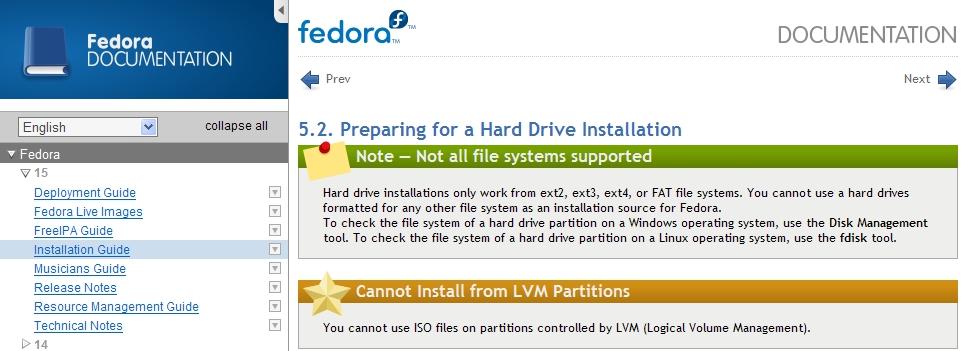 Fedora
DOCUMENTATION
English
collapse all
Fedora
15
Deployment Guide
Fedora Live Images
FreeIPA Guide
Installation Guide
Musicians Guide
Release Notes
Resource Management Guide
Technical Notes
14
fedora™
DOCUMENTATION
Prev
Next
5.2. Preparing for a Hard Drive Installation
Note — Not all file systems supported
Hard drive installations only work from ext2, ext3, ext4, or FAT file systems. You cannot use a hard drives
formatted for any other file system as an installation source for Fedora.
To check the file system of a hard drive partition on a Windows operating system, use the Disk Management
tool. To check the file system of a hard drive partition on a Linux operating system, use the fdisk tool.
Cannot Install from LVM Partitions
You cannot use ISO files on partitions controlled by LVM (Logical Volume Management).